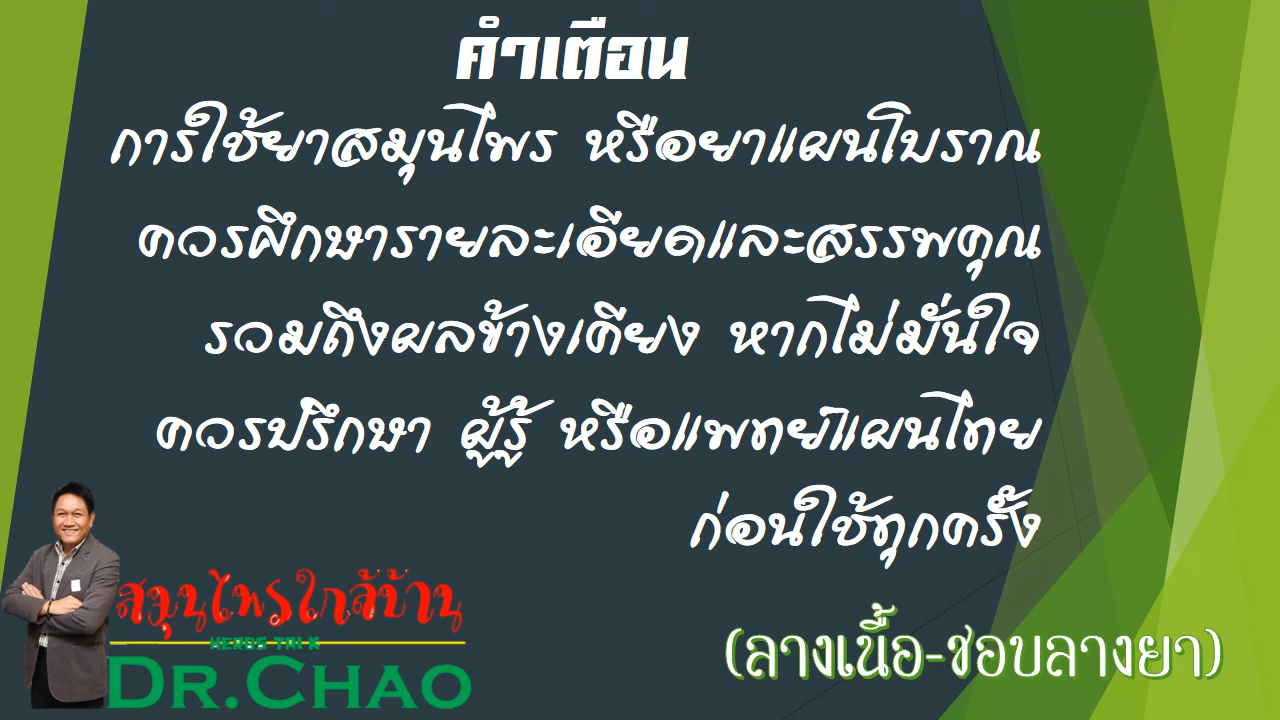 คำเตือน
การใช้ยาสมุนไพร หรือยาแผนโบราณ
ควรศึกษารายละเอียดและสรรพคุณ
รวมถึงผลข้างเคียง หากไม่มั่นใจ
ควรปรึกษา ผู้รู้ หรือแพทย์แผนไทย
ก่อนใช้ทุกครั้ง
สมุนไพรใกล้บ้าน
HERBS TALK
DR.CHAO
(ลางเนื้อ-ชอบลางยา)